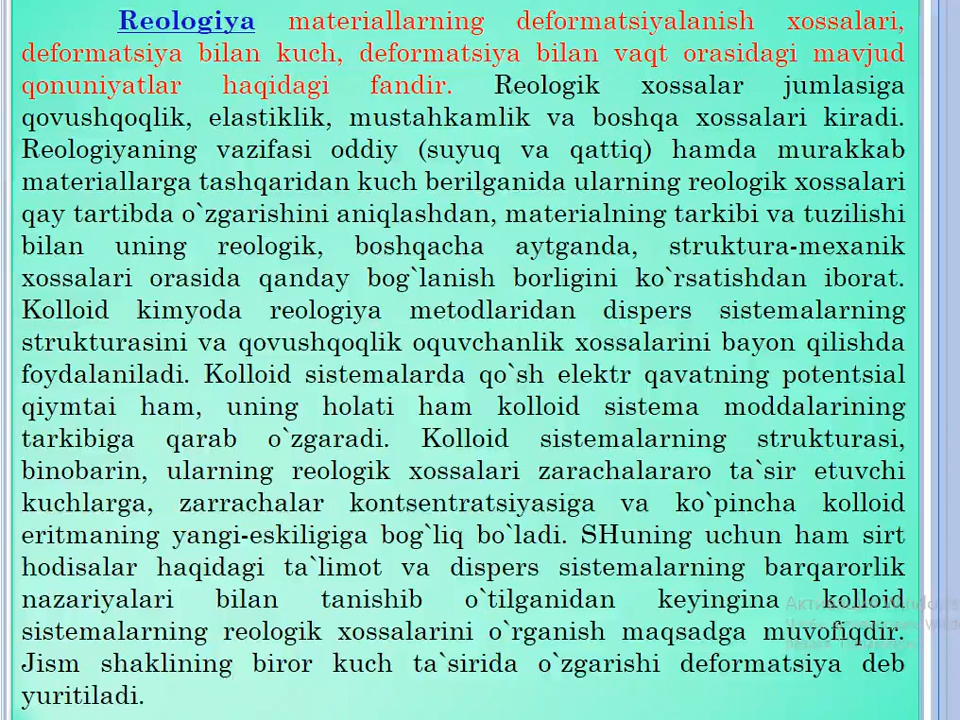 Reologiya materiallarning deformatsiyalanish xossalari,
deformatsiya bilan kuch, deformatsiya bilan vaqt orasidagi mavjud
qonuniyatlar haqidagi fandir. Reologik xossalar jumlasiga
qovushqoqlik, elastiklik, mustahkamlik va boshqa xossalari kiradi.
Reologiyaning vazifasi oddiy (suyuq va qattiq) hamda murakkab
materiallarga tashqaridan kuch berilganida ularning reologik xossalari
qay tartibda o`zgarishini aniqlashdan, materialning tarkibi va tuzilishi
bilan uning reologik, boshqacha aytganda, struktura-mexanik
xossalari orasida qanday bog`lanish borligini ko`rsatishdan iborat.
Kolloid kimyoda reologiya metodlaridan dispers sistemalarning
strukturasini va qovushqoqlik oquvchanlik xossalarini bayon qilishda
foydalaniladi. Kolloid sistemalarda qo`sh elektr qavatning potentsial
qiymtai ham, uning holati ham kolloid sistema moddalarining
tarkibiga qarab o`zgaradi. Kolloid sistemalarning strukturasi,
binobarin, ularning reologik xossalari zarachalararo ta`sir etuvchi
kuchlarga, zarrachalar kontsentratsiyasiga va ko`pincha kolloid
eritmaning yangi-eskiligiga bog`liq bo`ladi. SHuning uchun ham sirt
hodisalar haqidagi ta`limot va dispers sistemalarning barqarorlik
nazariyalari bilan tanishib o`tilganidan keyingina kolloid
sistemalarning reologik xossalarini o`rganish maqsadga muvofiqdir.
Jism shaklining biror kuch ta`sirida o`zgarishi deformatsiya deb
yuritiladi.